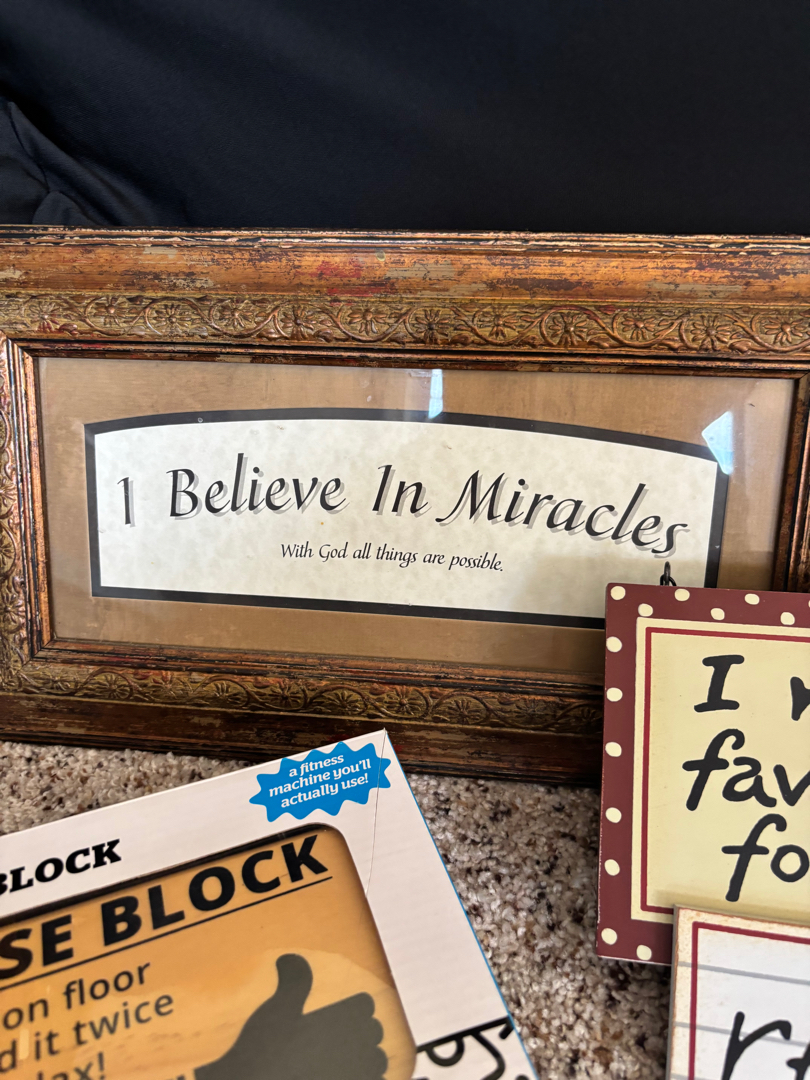 I Believe In Miracles
With God all things are possible.
a fitness
machine you'll
actually use!
BLOCK
SE BLOCK
on floor
d it twice
ax!
I
fav
fo